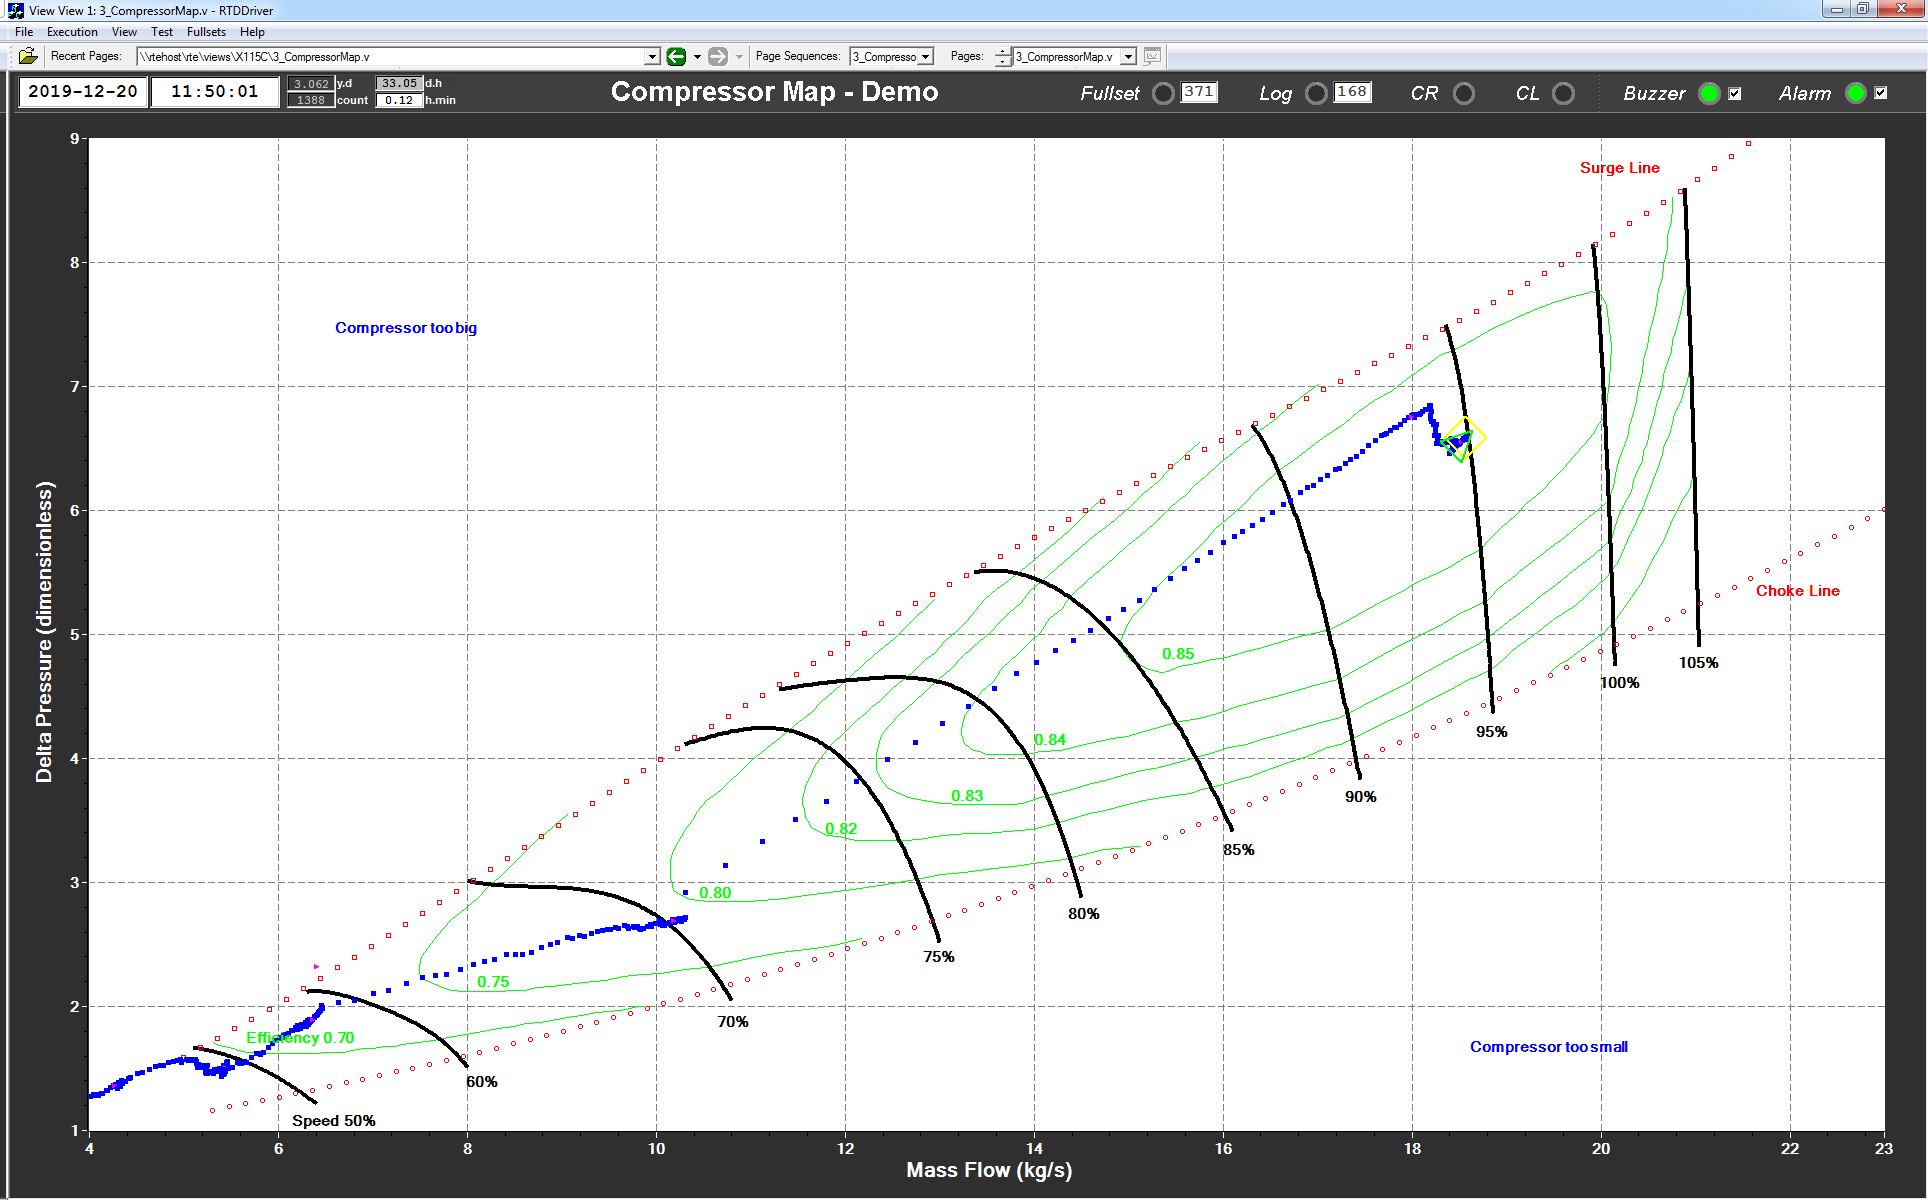 View View 1: 3_CompressorMap.v - RTDDriver
File Execution View Test Fullsets Help
Recent Pages: \\rtehost\rte\views\X115C\3_CompressorMap.v Page Sequences: 3_Compresso Pages: 3_CompressorMap.v
2019-12-20 11:50:01 3.062 y.d 33.05 d.h
1388 count 0.12 h.min
Compressor Map - Demo
Fullset 371 Log 168 CR CL Buzzer Alarm
9
Surge Line
8
Compressor too big
7
6
Choke Line
5
0.85
105%
100%
95%
0.84
4
0.83
90%
0.82
85%
3
0.80
80%
75%
0.75
70%
2
Efficiency 0.70
Compressor too small
60%
Speed 50%
1
Delta Pressure (dimensionless)
4 6 8 10 12 14 16 18 20 22 23
Mass Flow (kg/s)